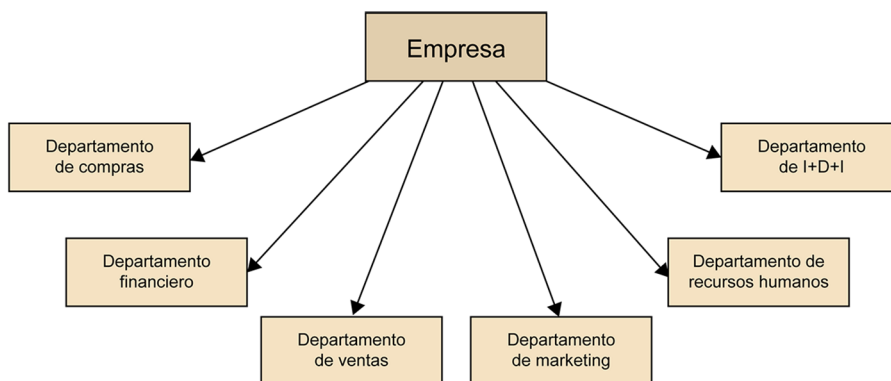 Empresa
Departamento
de compras
Departamento
de I+D+I
Departamento
financiero
Departamento de
recursos humanos
Departamento
de ventas
Departamento
de marketing